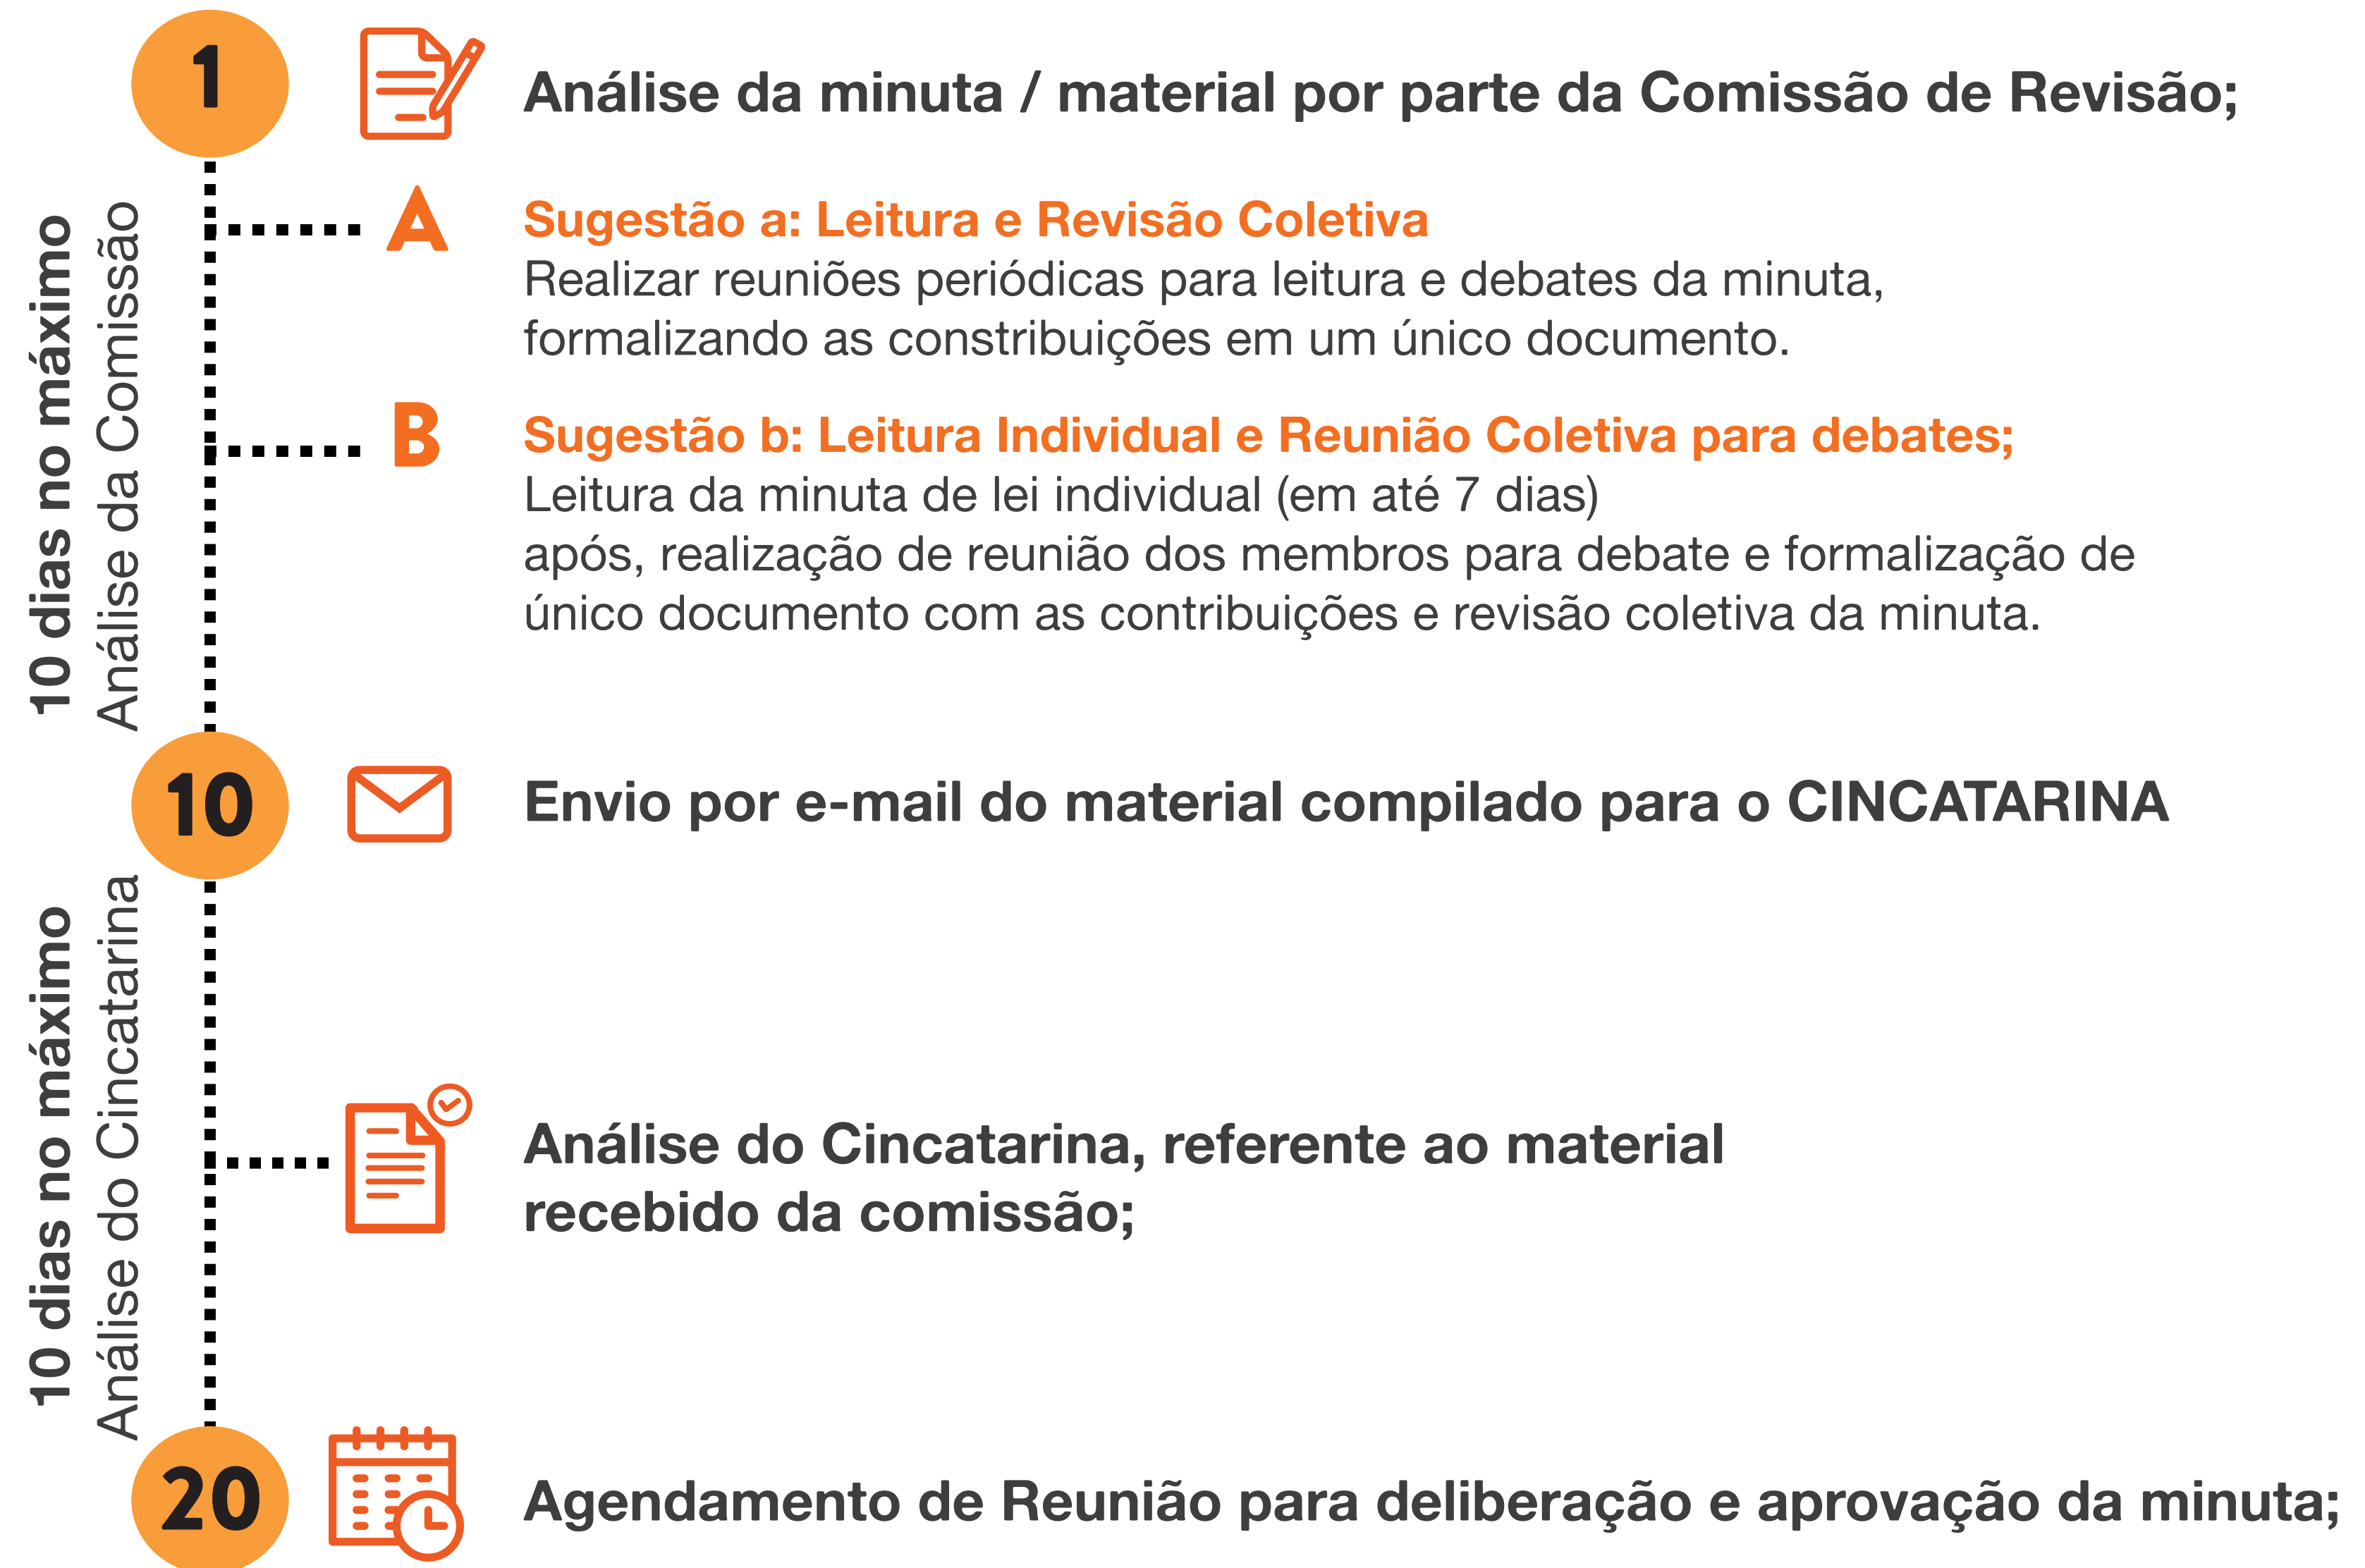 1
Análise da minuta / material por parte da Comissão de Revisão;
10 dias no máximo
Análise da Comissão
A
Sugestão a: Leitura e Revisão Coletiva
Realizar reuniões periódicas para leitura e debates da minuta,
formalizando as constribuições em um único documento.
B
Sugestão b: Leitura Individual e Reunião Coletiva para debates;
Leitura da minuta de lei individual (em até 7 dias)
após, realização de reunião dos membros para debate e formalização de
único documento com as contribuições e revisão coletiva da minuta.
10
Envio por e-mail do material compilado para o CINCATARINA
10 dias no máximo
Análise do Cincatarina
Análise do Cincatarina, referente ao material
recebido da comissão;
20
Agendamento de Reunião para deliberação e aprovação da minuta;